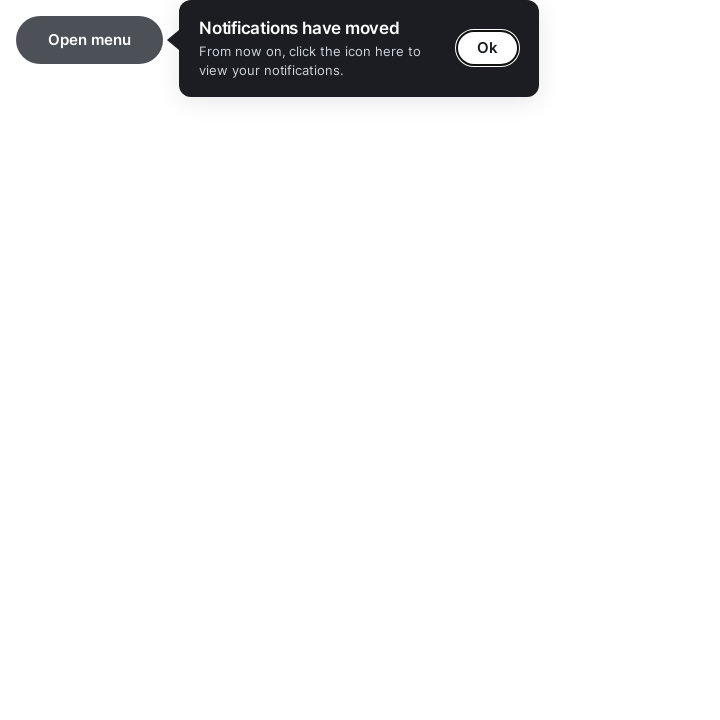 Open menu
Notifications have moved
From now on, click the icon here to
view your notifications.
Ok